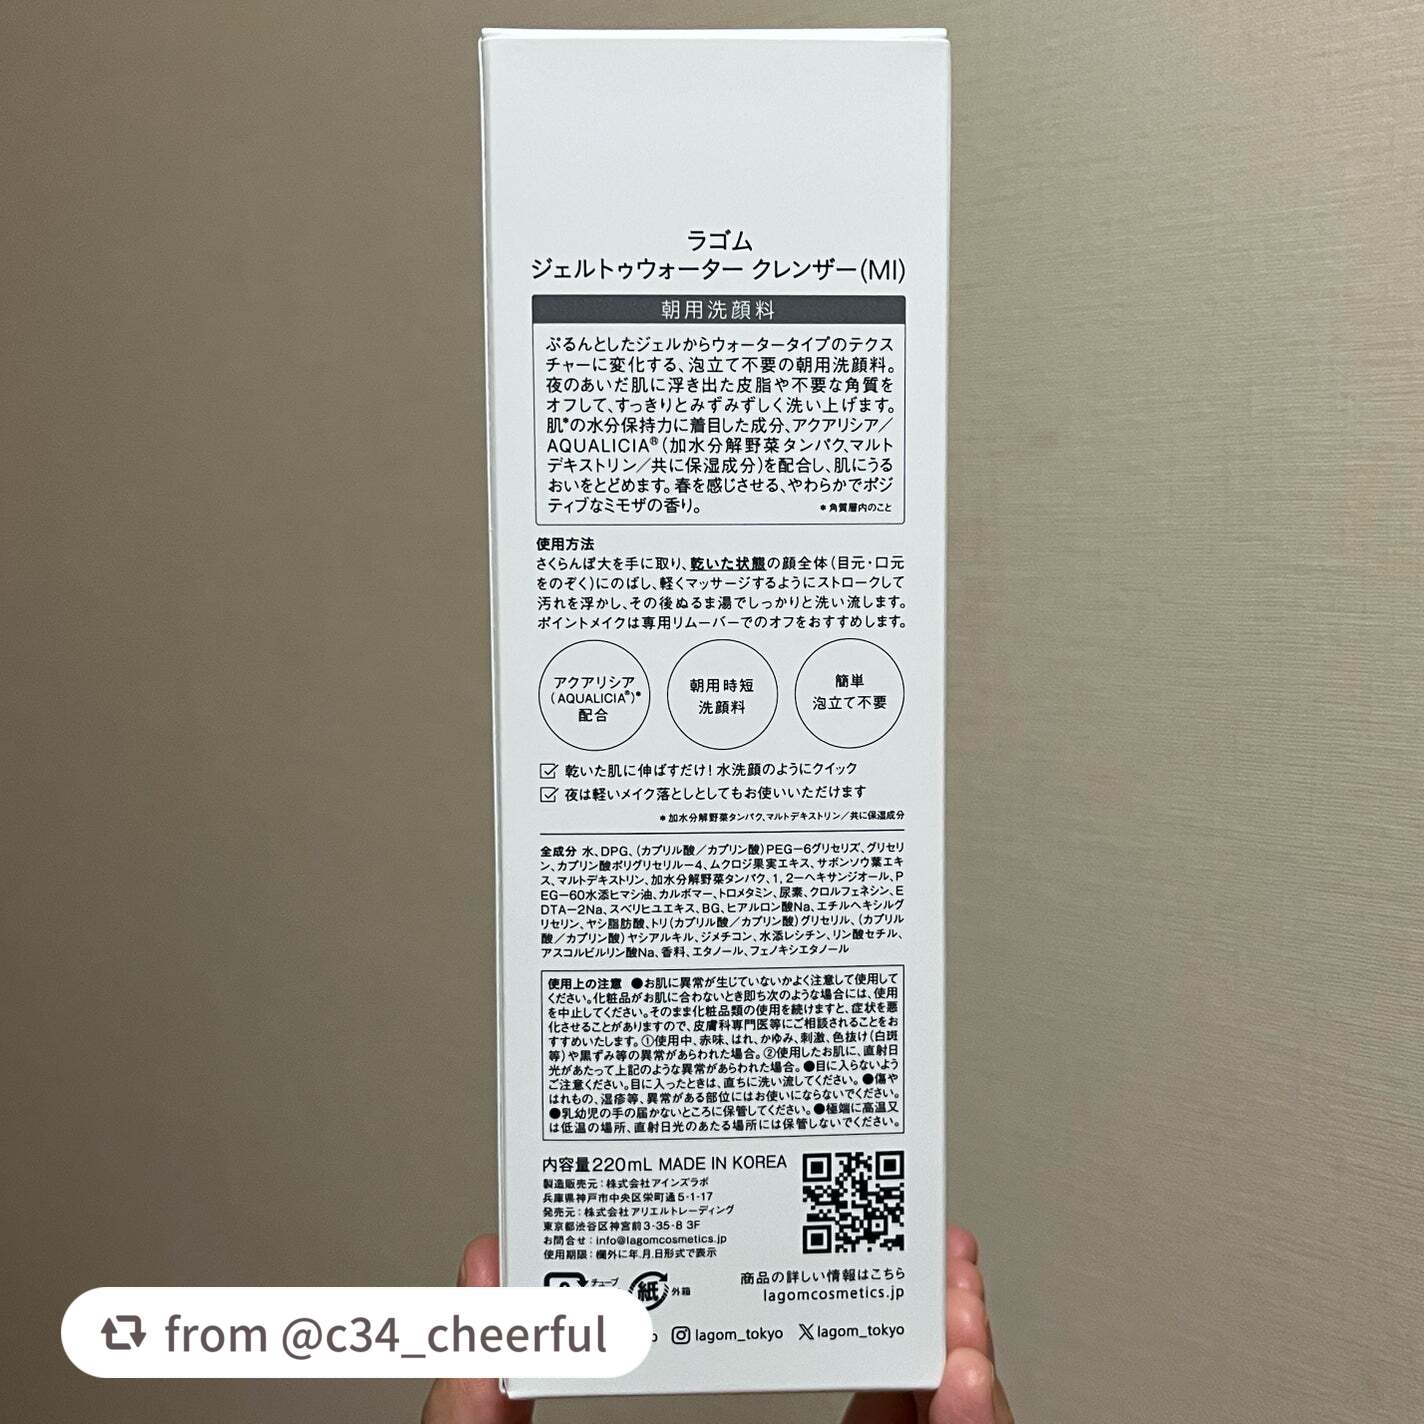 ラゴム
ジェルトゥウォーター クレンザー(MI)
朝用洗顔料
ぷるんとしたジェルからウォータータイプのテクス
チャーに変化する、泡立て不要の朝用洗顔料。
夜のあいだ肌に浮き出た皮脂や不要な角質を
オフして、すっきりとみずみずしく洗い上げます。
肌*の水分保持力に着目した成分、アクアリシア／
AQUALICIA®(加水分解野菜タンパク、マルト
デキストリン／共に保湿成分)を配合し、肌にうる
おいをとどめます。春を感じさせる、やわらかでポジ
ティブなミモザの香り。 *角質層内のこと
使用方法
さくらんぼ大を手に取り、乾いた状態の顔全体(目元・口元
をのぞく)にのばし、軽くマッサージするようにストロークして
汚れを浮かし、その後ぬるま湯でしっかりと洗い流します。
ポイントメイクは専用リムーバーでのオフをおすすめします。
アクアリシア
(AQUALICIA®)*
配合
朝用時短
洗顔料
簡単
泡立て不要
乾いた肌に伸ばすだけ!水洗顔のようにクイック
夜は軽いメイク落としとしてもお使いいただけます
*加水分解野菜タンパク、マルトデキストリン／共に保湿成分
全成分 水、DPG、(カプリル酸／カプリン酸)PEG−6グリセリズ、グリセリ
ン、カプリン酸ポリグリセリル−4、ムクロジ果実エキス、サボンソウ葉エキ
ス、マルトデキストリン、加水分解野菜タンパク、1,2−ヘキサンジオール、P
EG−60水添ヒマシ油、カルボマー、トロメタミン、尿素、クロルフェネシン、E
DTA−2Na、スベリヒユエキス、BG、ヒアルロン酸Na、エチルヘキシルグ
リセリン、ヤシ脂肪酸、トリ(カプリル酸／カプリン酸)グリセリル、(カプリル
酸／カプリン酸)ヤシアルキル、ジメチコン、水添レシチン、リン酸セチル、
アスコルビルリン酸Na、香料、エタノール、フェノキシエタノール
使用上の注意 ●お肌に異常が生じていないかよく注意して使用して
ください。化粧品がお肌に合わないとき即ち次のような場合には、使用
を中止してください。そのまま化粧品類の使用を続けますと、症状を悪
化させることがありますので、皮膚科専門医等にご相談されることをお
すすめいたします。①使用中、赤味、はれ、かゆみ、刺激、色抜け(白斑
等)や黒ずみ等の異常があらわれた場合。②使用したお肌に、直射日
光があたって上記のような異常があらわれた場合。●目に入らないよう
ご注意ください。目に入ったときは、直ちに洗い流してください。●傷や
はれもの、湿疹等、異常がある部位にはお使いにならないでください。
●乳幼児の手の届かないところに保管してください。●極端に高温又
は低温の場所、直射日光のあたる場所には保管しないでください。
内容量220mL MADE IN KOREA
製造販売元：株式会社アインズラボ
兵庫県神戸市中央区栄町通5-1-17
発売元：株式会社アリエルトレーディング
東京都渋谷区神宮前3-35-8 3F
お問合せ：info@lagomcosmetics.jp
使用期限：欄外に年.月.日形式で表示
チューブ
紙 外箱
商品の詳しい情報はこちら
lagomcosmetics.jp
lagom_tokyo
lagom_tokyo
from @c34_cheerful